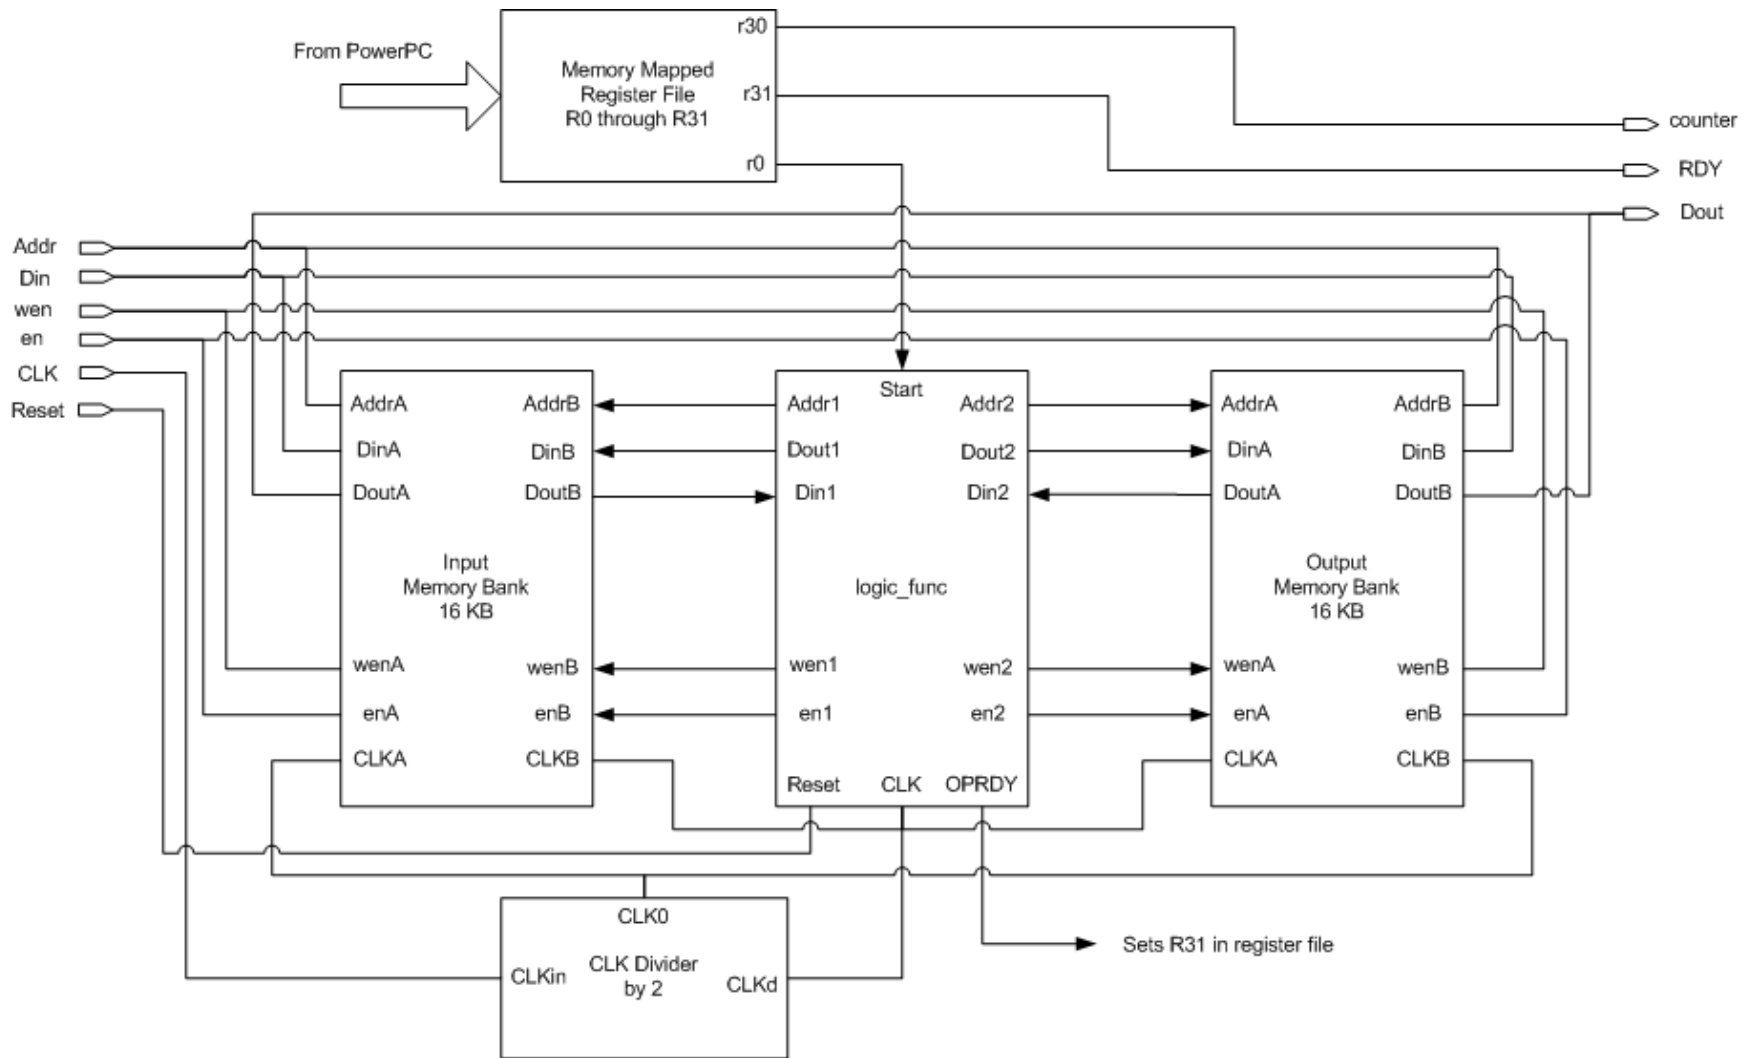 From PowerPC
Memory Mapped
Register File
R0 through R31
r30
r31
r0
counter
RDY
Dout
Addr
Din
wen
en
CLK
Reset
AddrA
DinA
DoutA
AddrB
DinB
DoutB
Input
Memory Bank
16 KB
wenA
enA
CLKA
wenB
enB
CLKB
Start
Addr1
Dout1
Din1
Addr2
Dout2
Din2
logic_func
wen1
en1
wen2
en2
Reset
CLK
OPRDY
AddrA
DinA
DoutA
AddrB
DinB
DoutB
Output
Memory Bank
16 KB
wenA
enA
CLKA
wenB
enB
CLKB
CLK0
CLKin
CLK Divider
by 2
CLKd
Sets R31 in register file